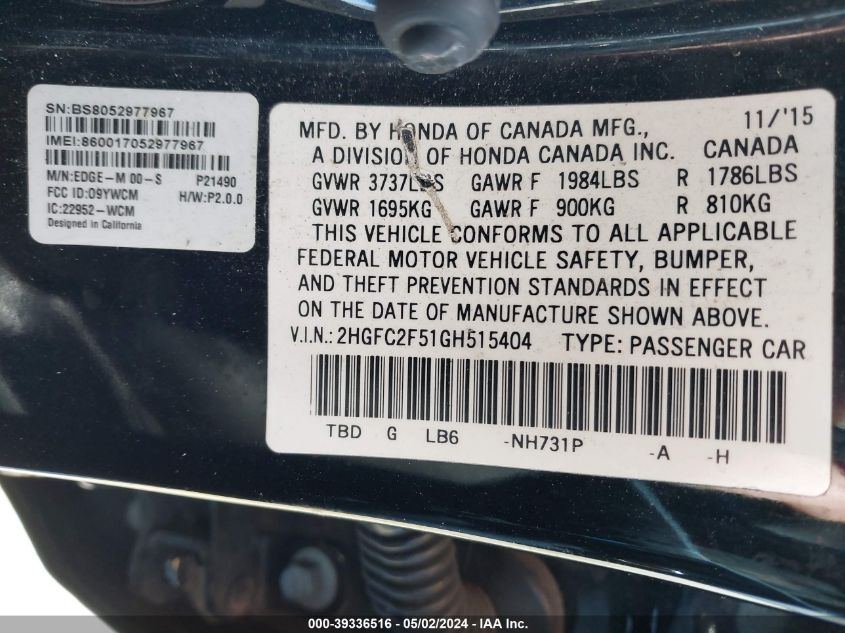 SN:BS8052977967
IMEI:860017052977967
M/N:EDGE-M 00-S P21490
FCC ID:O9YWCM H/W:P2.0.0
IC:22952-WCM
Designed in California
MFD. BY HONDA OF CANADA MFG., 11/'15
A DIVISION OF HONDA CANADA INC. CANADA
GVWR 3737LBS GAWR F 1984LBS R 1786LBS
GVWR 1695KG GAWR F 900KG R 810KG
THIS VEHICLE CONFORMS TO ALL APPLICABLE
FEDERAL MOTOR VEHICLE SAFETY, BUMPER,
AND THEFT PREVENTION STANDARDS IN EFFECT
ON THE DATE OF MANUFACTURE SHOWN ABOVE.
V.I.N.: 2HGFC2F51GH515404 TYPE: PASSENGER CAR
TBD G LB6 -NH731P -A -H
000-39336516 - 05/02/2024 - IAA Inc.